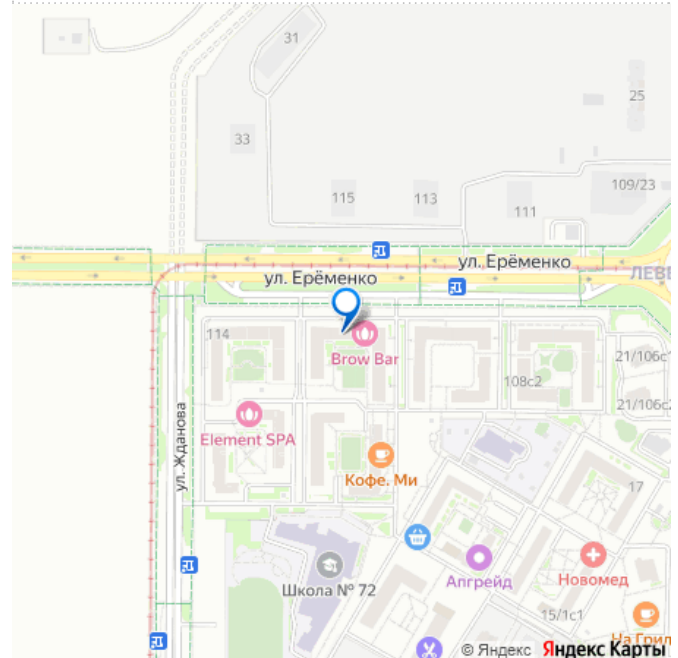 31
25
33
115
113
109/23
111
ул. Ерёменко
ЛЕВЕ
ул. Ерёменко
114
Brow Bar
21/106с1
108с2
21/106с2
ул. Жданова
Element SPA
Кофе. Ми
17
Школа № 72
Апгрейд
Новомед
15/1с1
На Грил
© Яндекс Яндекс Карты